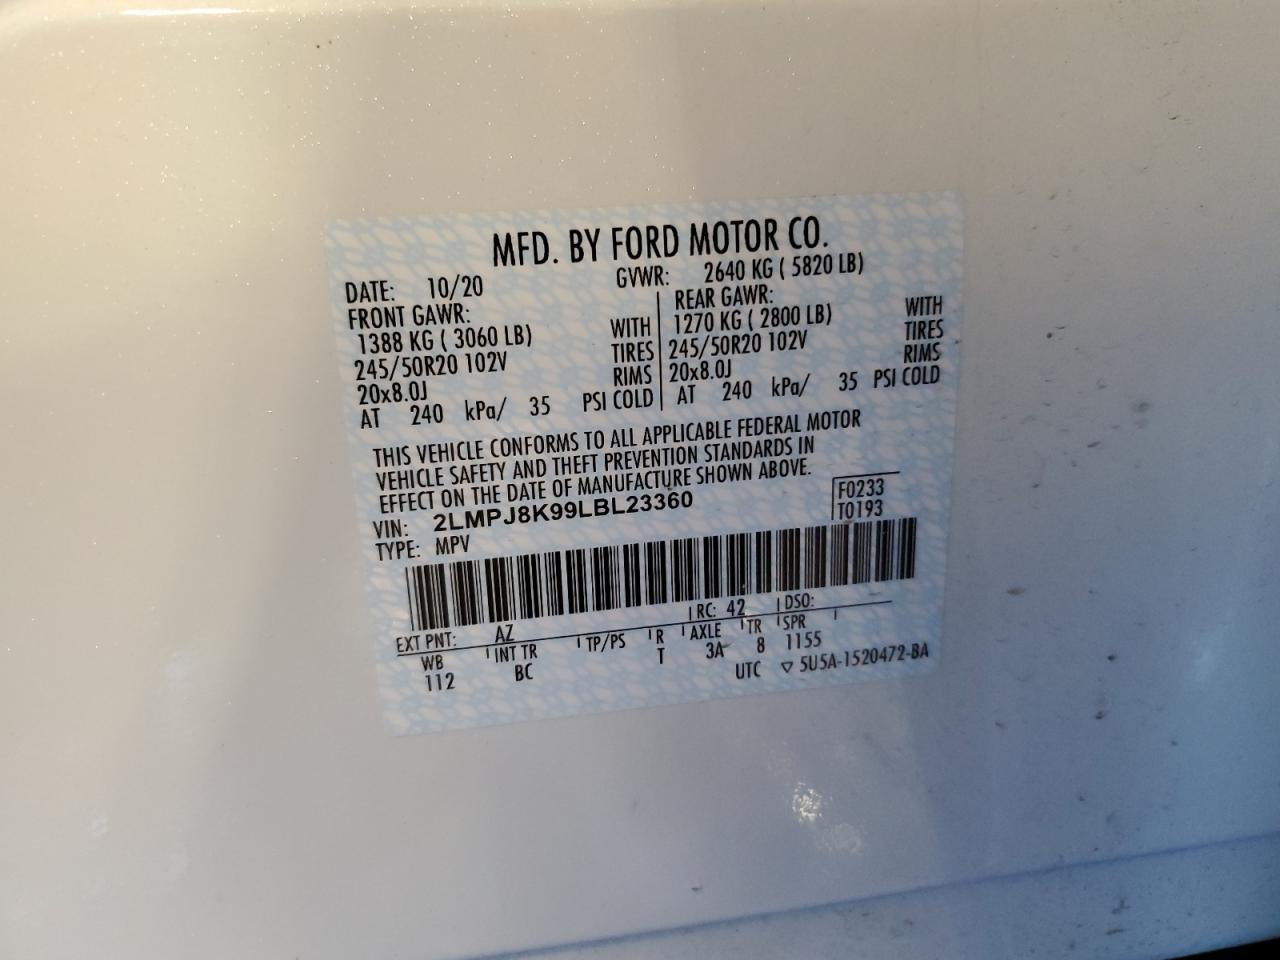 MFD. BY FORD MOTOR CO.
DATE: 10/20 GVWR: 2640 KG ( 5820 LB)
FRONT GAWR:
1388 KG ( 3060 LB) WITH
245/50R20 102V TIRES
20x8.0J RIMS
AT 240 kPa/ 35 PSI COLD
REAR GAWR: WITH
1270 KG ( 2800 LB) TIRES
245/50R20 102V RIMS
20x8.0J
AT 240 kPa/ 35 PSI COLD
THIS VEHICLE CONFORMS TO ALL APPLICABLE FEDERAL MOTOR
VEHICLE SAFETY AND THEFT PREVENTION STANDARDS IN
EFFECT ON THE DATE OF MANUFACTURE SHOWN ABOVE.
VIN: 2LMPJ8K99LBL23360 F0233
TYPE: MPV T0193
EXT PNT: AZ RC: 42 DSO:
WB INT TR TP/PS R AXLE TR SPR
112 BC T 3A 8 1155
UTC ▽ 5U5A-1520472-BA